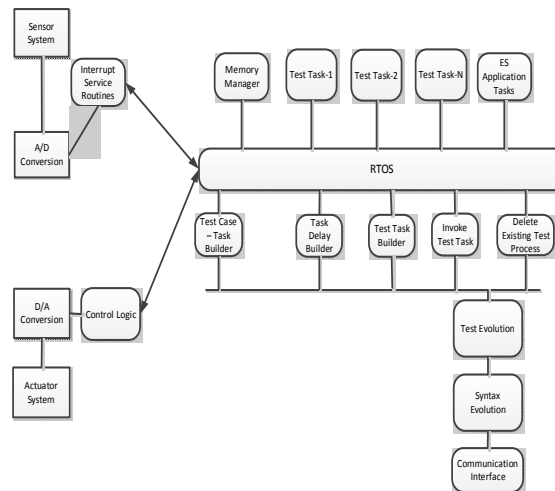 Sensor
System
Interrupt
Service
Routines
A/D
Conversion
Memory
Manager
Test Task-1
Test Task-2
Test Task-N
ES
Application
Tasks
RTOS
Test Case
– Task
Builder
Task
Delay
Builder
Test Task
Builder
Invoke
Test Task
Delete
Existing Test
Process
D/A
Conversion
Control Logic
Actuator
System
Test Evolution
Syntax
Evolution
Communication
Interface